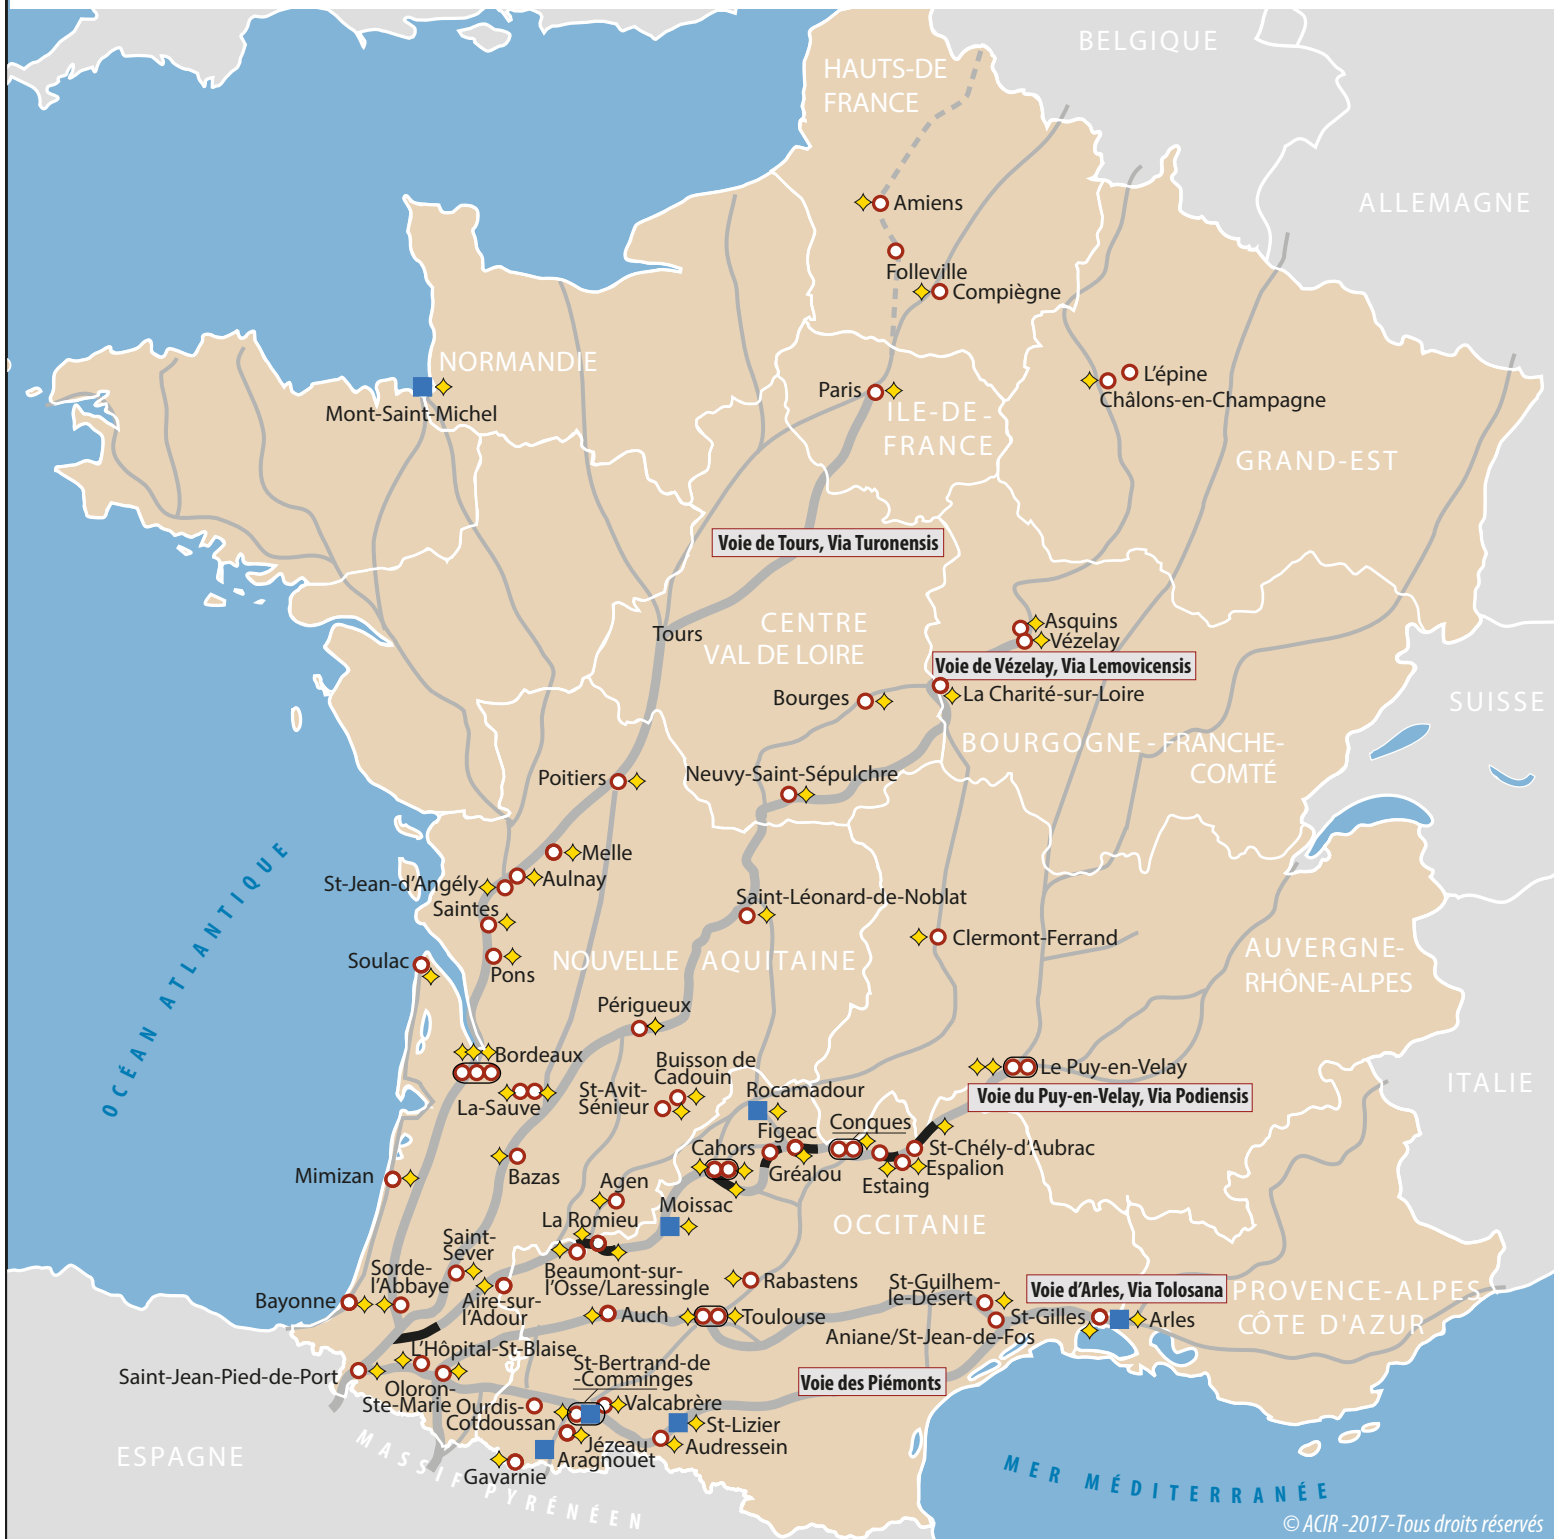 BELGIQUE
HAUTS-DE
FRANCE
ALLEMAGNE
Amiens
Folleville
Compiègne
NORMANDIE
Mont-Saint-Michel
Paris
ILE-DE-
FRANCE
L'épine
Châlons-en-Champagne
GRAND-EST
Voie de Tours, Via Turonensis
Tours
CENTRE
VAL DE LOIRE
Asquins
Vézelay
Voie de Vézelay, Via Lemovicensis
Bourges
La Charité-sur-Loire
SUISSE
BOURGOGNE - FRANCHE-
COMTÉ
Poitiers
Neuvy-Saint-Sépulchre
OCÉAN ATLANTIQUE
Melle
Aulnay
St-Jean-d'Angély
Saintes
Saint-Léonard-de-Noblat
Clermont-Ferrand
Soulac
Pons
NOUVELLE AQUITAINE
AUVERGNE-
RHÔNE-ALPES
Périgueux
Bordeaux
Buisson de
Cadouin
Le Puy-en-Velay
ITALIE
La-Sauve
St-Avit-
Sénieur
Rocamadour
Voie du Puy-en-Velay, Via Podiensis
Figeac
Conques
Cahors
St-Chély-d'Aubrac
Mimizan
Bazas
Gréalou
Espalion
Estaing
Agen
Moissac
La Romieu
OCCITANIE
Saint-
Sever
Sorde-
l'Abbaye
Beaumont-sur-
l'Osse/Laressingle
Rabastens
St-Guilhem-
le-Désert
Voie d'Arles, Via Tolosana
PROVENCE-ALPES
CÔTE D'AZUR
Bayonne
Aire-sur-
l'Adour
Auch
Toulouse
St-Gilles
Arles
Aniane/St-Jean-de-Fos
L'Hôpital-St-Blaise
Saint-Jean-Pied-de-Port
St-Bertrand-de
-Comminges
Voie des Piémonts
Oloron-
Ste-Marie
Ourdis-
Cotdoussan
Valcabrère
St-Lizier
Jézeau
Audressein
Aragnouet
Gavarnie
ESPAGNE
MASSIF PYRÉNÉEN
MER MÉDITERRANÉE
© ACIR -2017-Tous droits réservés